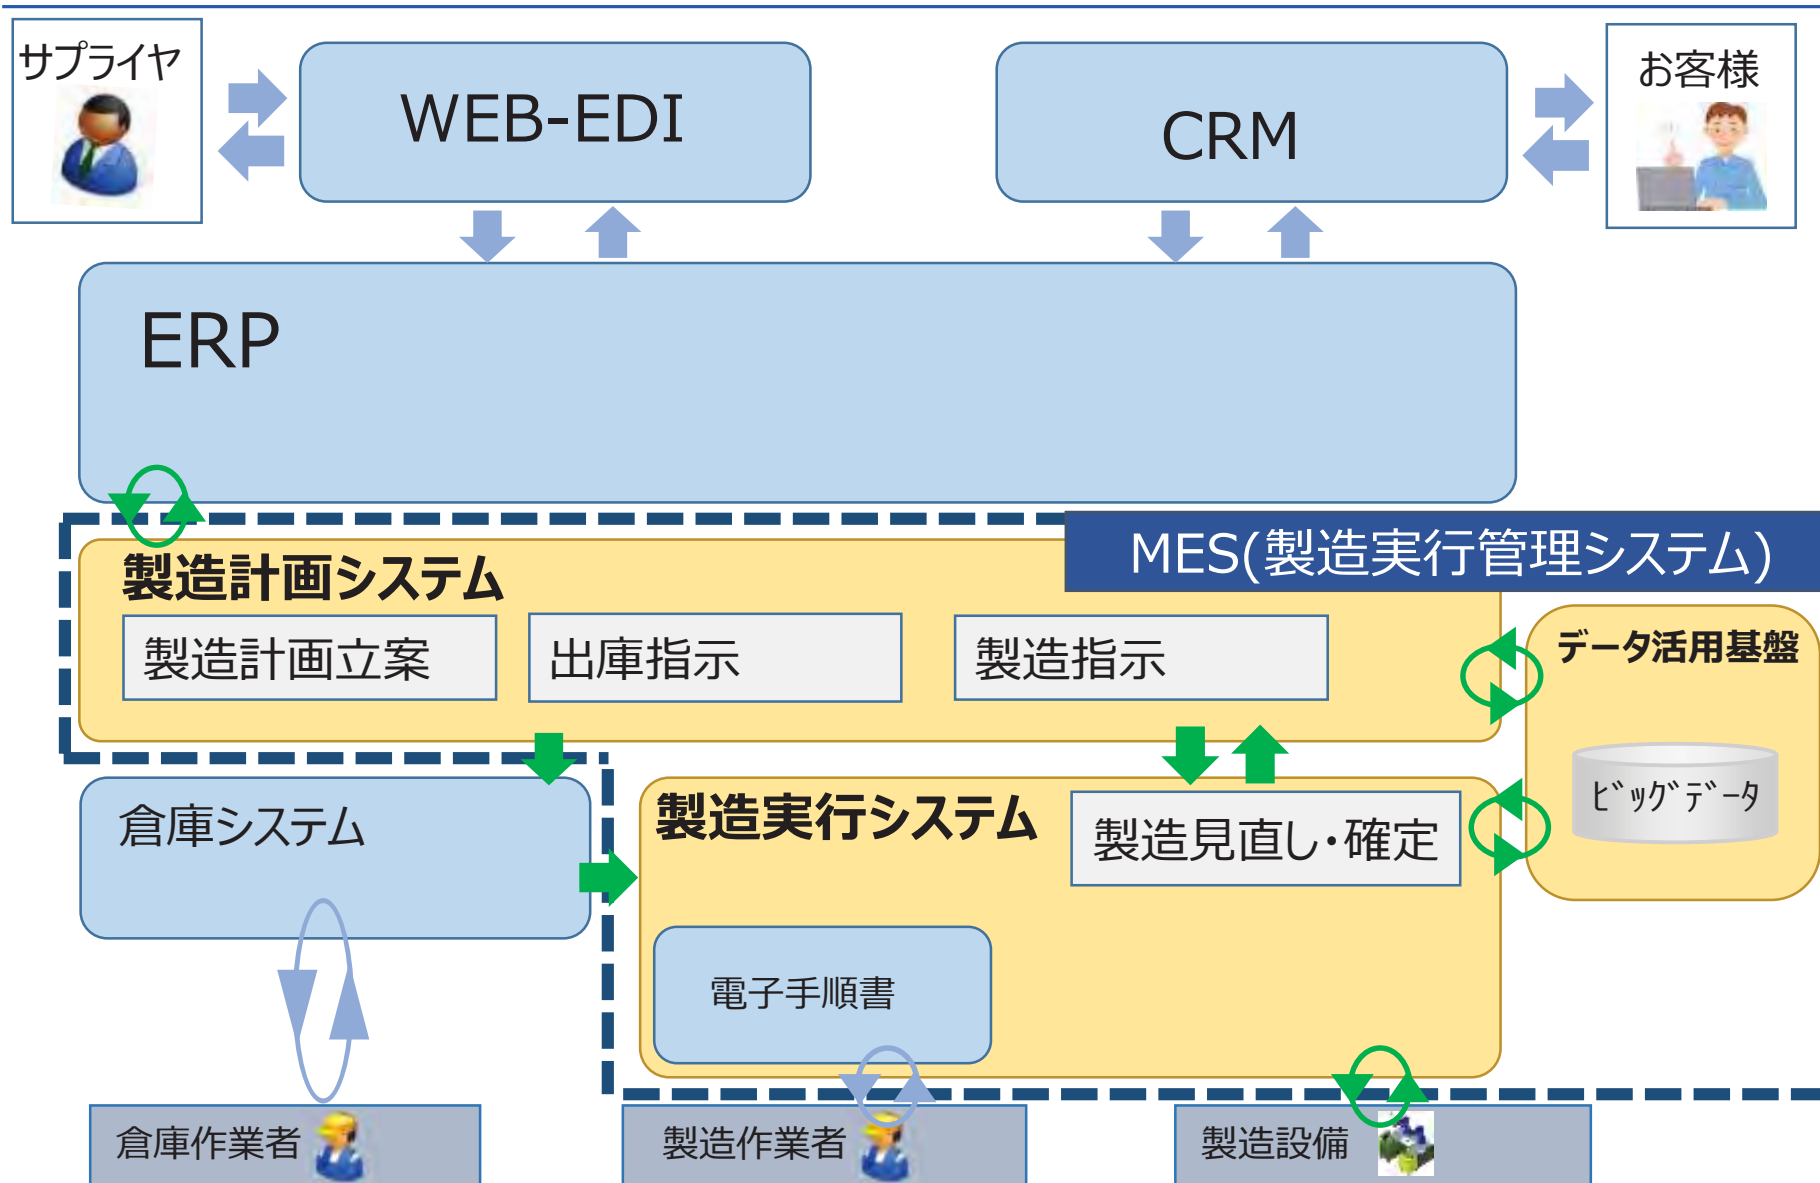 サプライヤ
WEB-EDI
CRM
お客様
ERP
MES(製造実行管理システム)
製造計画システム
製造計画立案
出庫指示
製造指示
データ活用基盤
ﾋﾞｯｸﾞﾃﾞｰﾀ
倉庫システム
製造実行システム
製造見直し・確定
電子手順書
倉庫作業者
製造作業者
製造設備